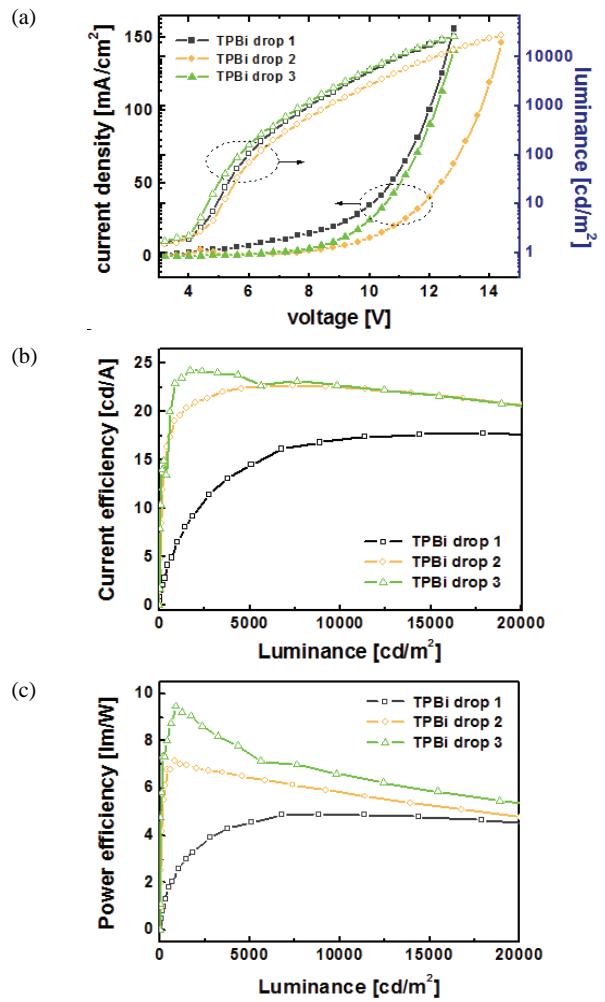 (a)
150
100
50
0
current density [mA/cm²]
TPBi drop 1
TPBi drop 2
TPBi drop 3
10000
1000
100
10
1
luminance [cd/m²]
4 6 8 10 12 14
voltage [V]
(b)
25
20
15
10
5
0
Current efficiency [cd/A]
TPBi drop 1
TPBi drop 2
TPBi drop 3
0 5000 10000 15000 20000
Luminance [cd/m²]
(c)
10
8
6
4
2
0
Power efficiency [lm/W]
TPBi drop 1
TPBi drop 2
TPBi drop 3
0 5000 10000 15000 20000
Luminance [cd/m²]